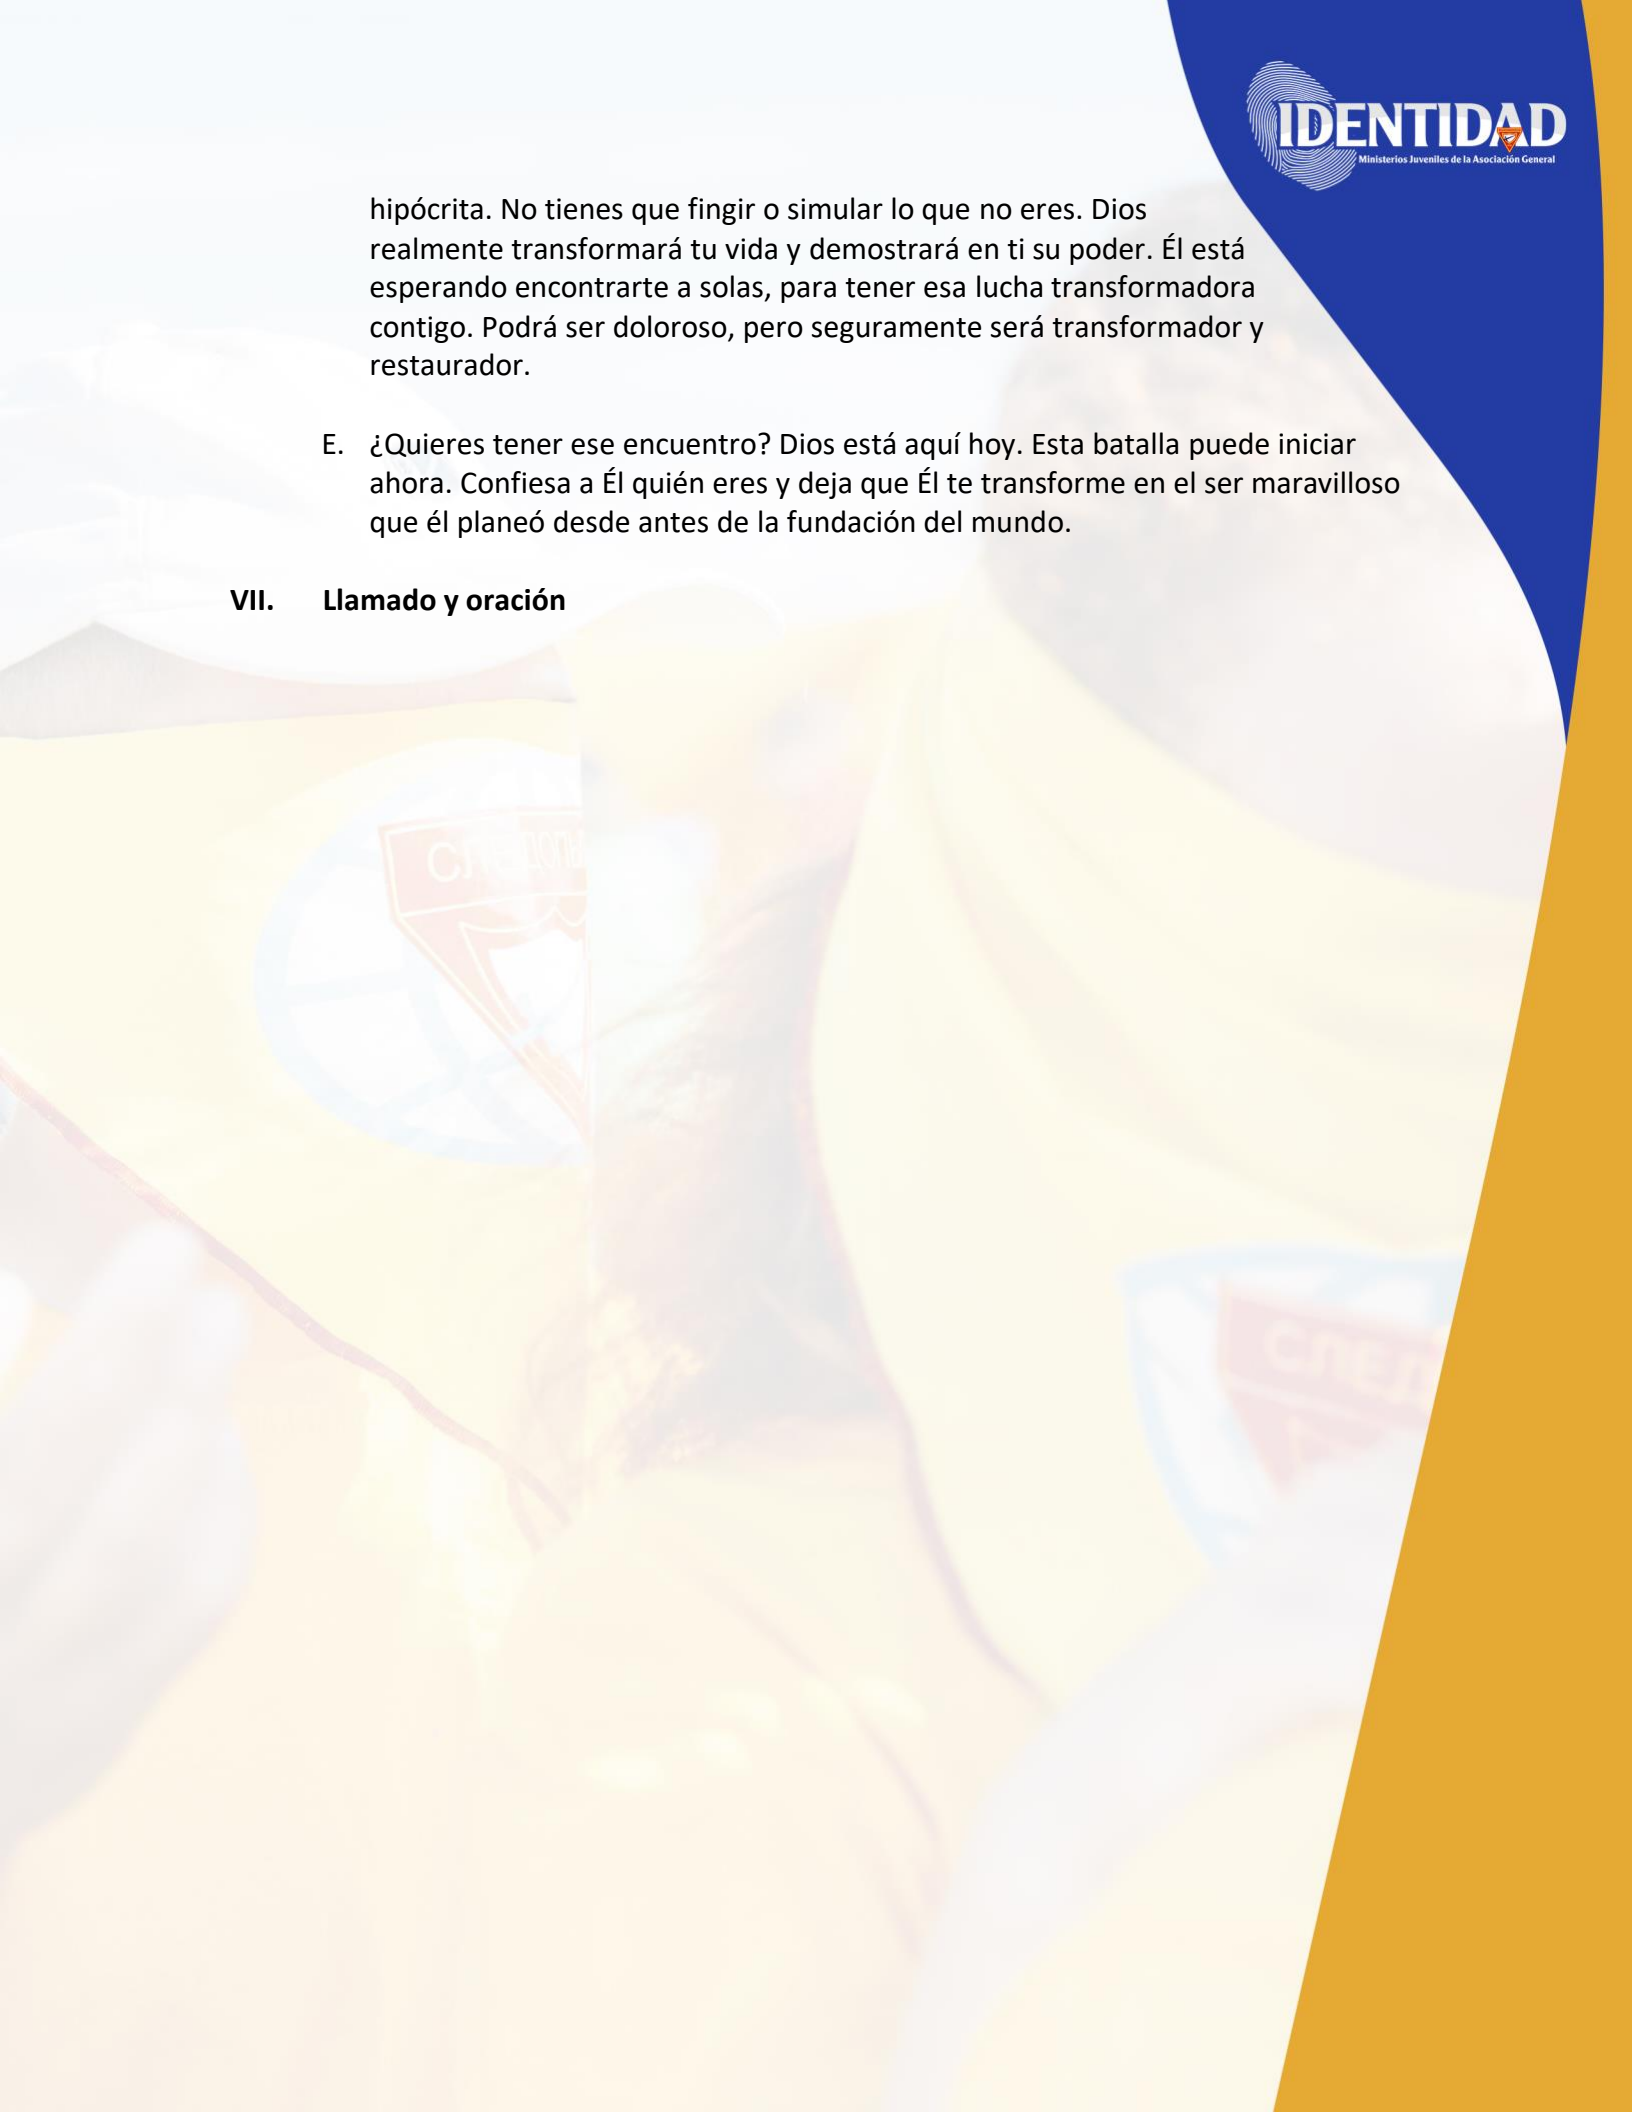 IDENTIDAD
Ministerios Juveniles de la Asociación General
hipócrita. No tienes que fingir o simular lo que no eres. Dios
realmente transformará tu vida y demostrará en ti su poder. Él está
esperando encontrarte a solas, para tener esa lucha transformadora
contigo. Podrá ser doloroso, pero seguramente será transformador y
restaurador.
E. ¿Quieres tener ese encuentro? Dios está aquí hoy. Esta batalla puede iniciar
ahora. Confiesa a Él quién eres y deja que Él te transforme en el ser maravilloso
que él planeó desde antes de la fundación del mundo.
VII. Llamado y oración